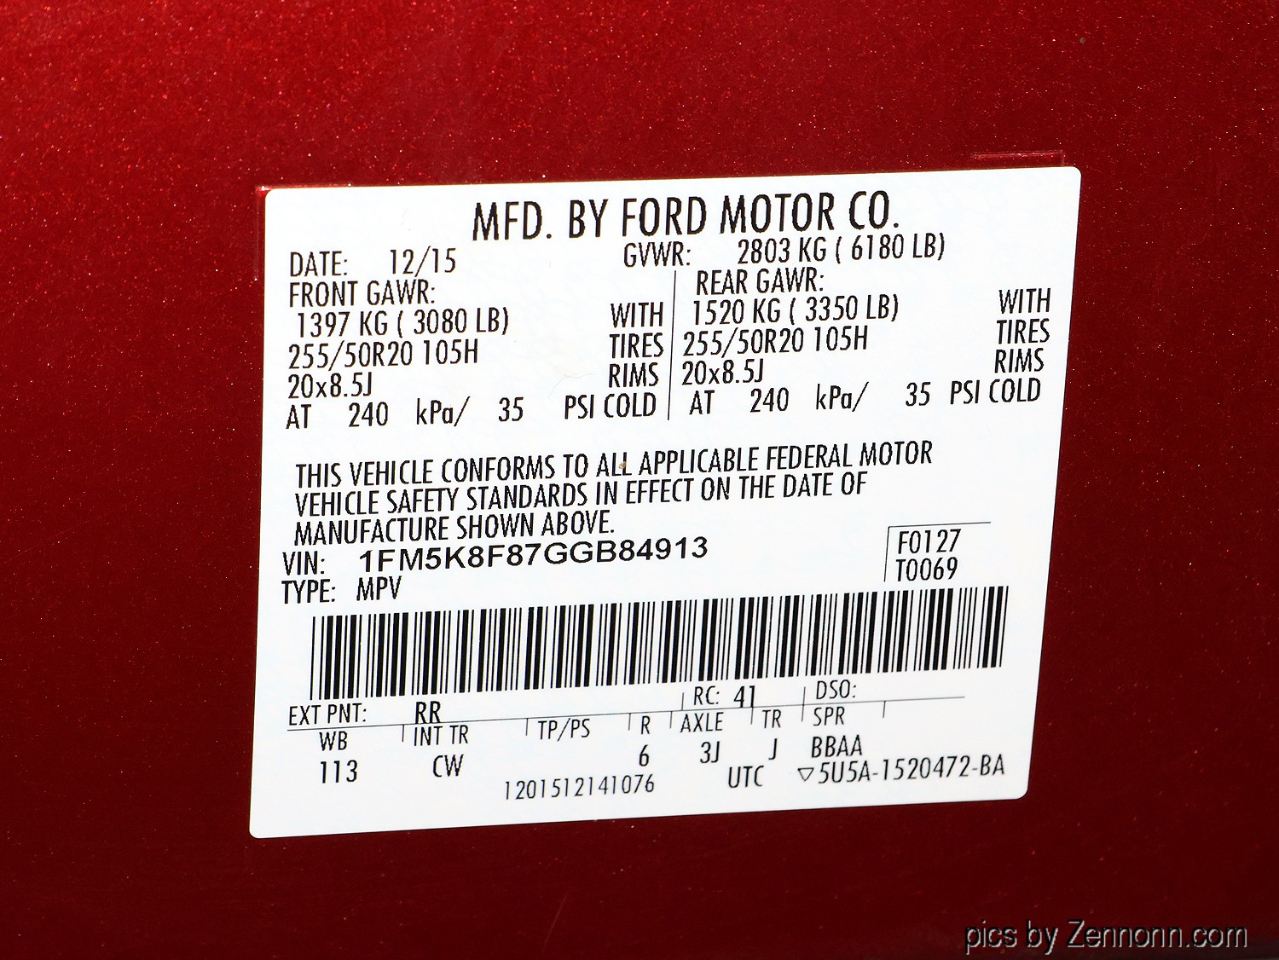 MFD. BY FORD MOTOR CO.
DATE: 12/15 GVWR: 2803 KG ( 6180 LB)
FRONT GAWR: REAR GAWR:
1397 KG ( 3080 LB) WITH 1520 KG ( 3350 LB) WITH
255/50R20 105H TIRES 255/50R20 105H TIRES
20x8.5J RIMS 20x8.5J RIMS
AT 240 kPa/ 35 PSI COLD AT 240 kPa/ 35 PSI COLD
THIS VEHICLE CONFORMS TO ALL APPLICABLE FEDERAL MOTOR
VEHICLE SAFETY STANDARDS IN EFFECT ON THE DATE OF
MANUFACTURE SHOWN ABOVE.
VIN: 1FM5K8F87GGB84913 F0127
TYPE: MPV T0069
EXT PNT: RR RC: 41 DSO:
WB INT TR TP/PS R AXLE TR SPR
113 CW 6 3J J BBAA
1201512141076 UTC ▽5U5A-1520472-BA
pics by Zennonn.com